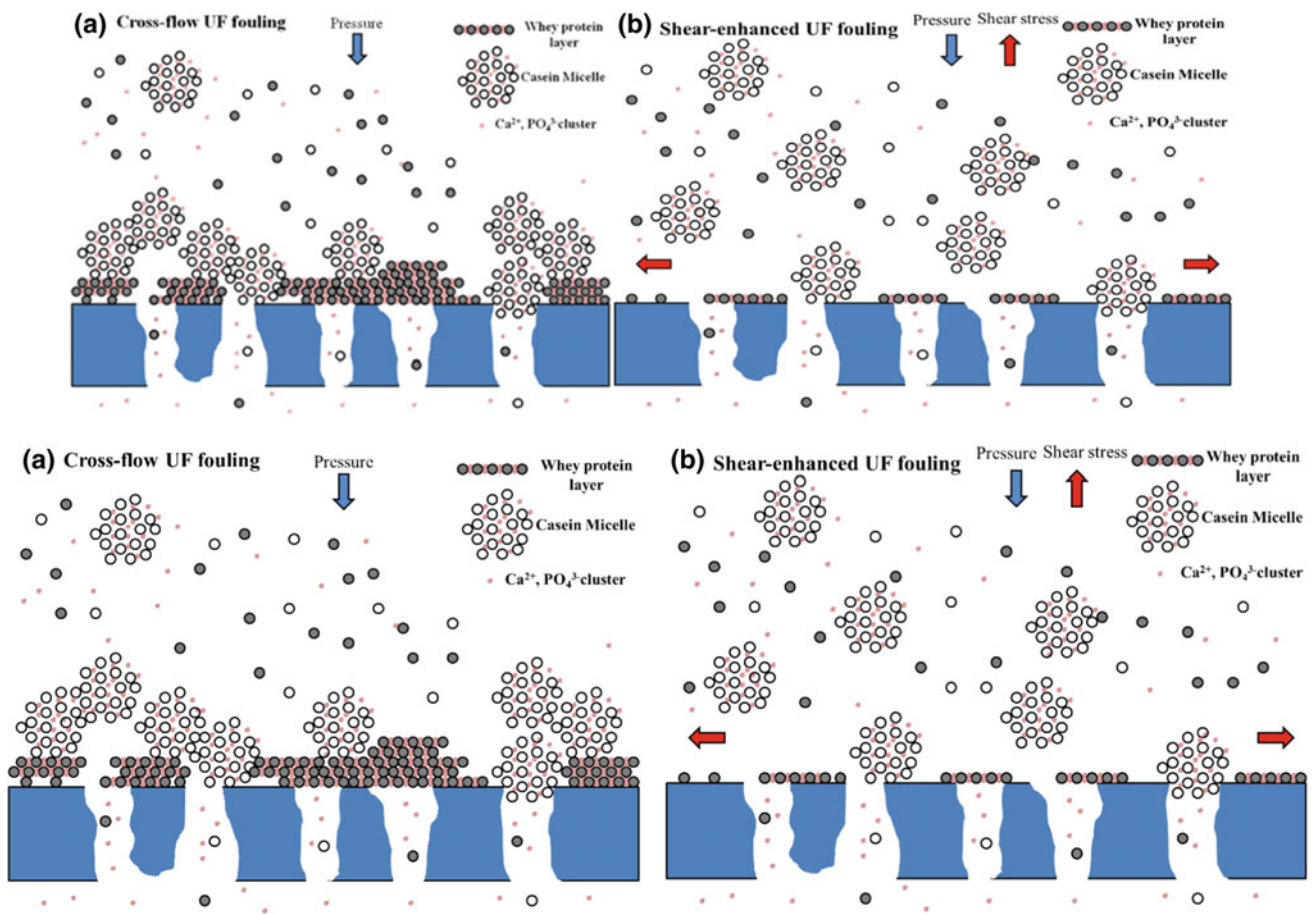 (a) Cross-flow UF fouling
Pressure
Whey protein
layer
Casein Micelle
Ca²⁺, PO₄³⁻cluster
(b) Shear-enhanced UF fouling
Pressure Shear stress
Whey protein
layer
Casein Micelle
Ca²⁺, PO₄³⁻cluster
(a) Cross-flow UF fouling
Pressure
Whey protein
layer
Casein Micelle
Ca²⁺, PO₄³⁻cluster
(b) Shear-enhanced UF fouling
Pressure Shear stress
Whey protein
layer
Casein Micelle
Ca²⁺, PO₄³⁻cluster